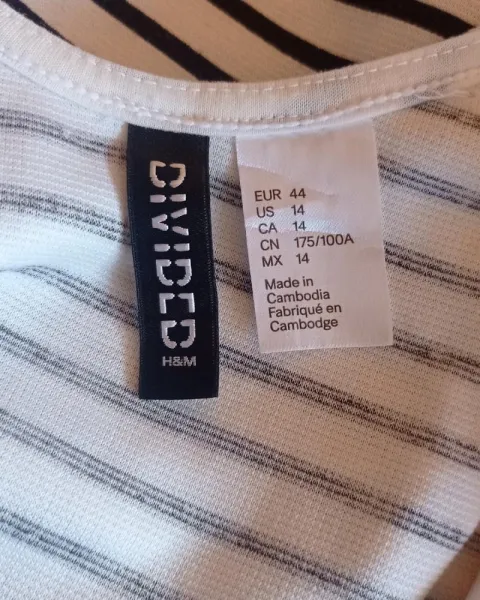 DIVIDED
H&M
EUR 44
US 14
CA 14
CN 175/100A
MX 14
Made in
Cambodia
Fabriqué en
Cambodge